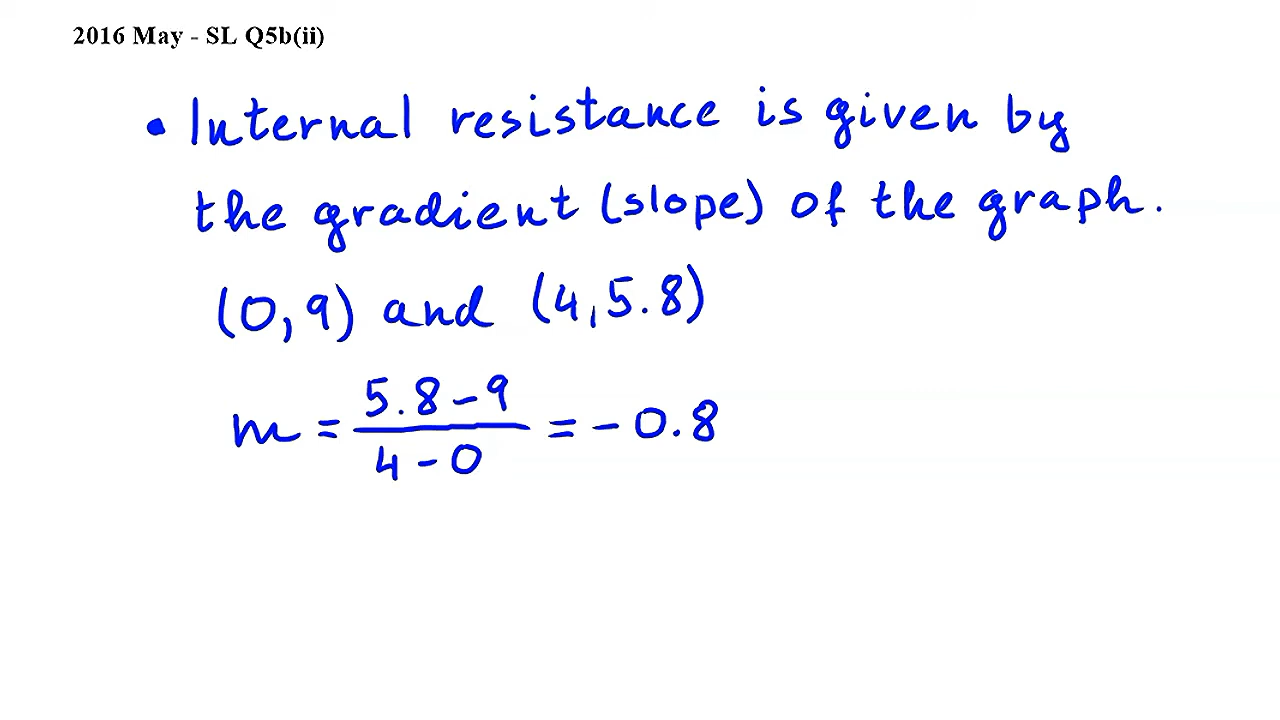 2016 May - SL Q5b(ii)
• Internal resistance is given by
the gradient (slope) of the graph.
(0,9) and (4,5.8)
m = \frac{5.8-9}{4-0} = -0.8